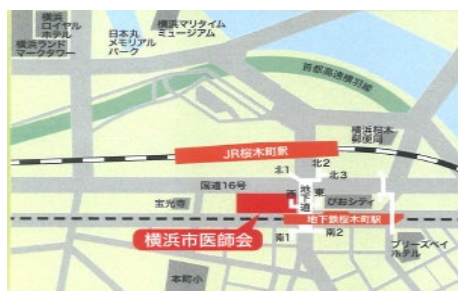 横浜
ロイヤル
ホテル
横浜ランド
マークタワー
日本丸
メモリアル
パーク
横浜マリタイム
ミュージアム
首都高速横羽線
横浜桜木
郵便局
JR桜木町駅
北1
北2
北3
国道16号
宝光寺
西
地下道
東
ぴおシティ
地下鉄桜木町駅
横浜市医師会
南1
南2
ブリーズベイ
ホテル
本町小